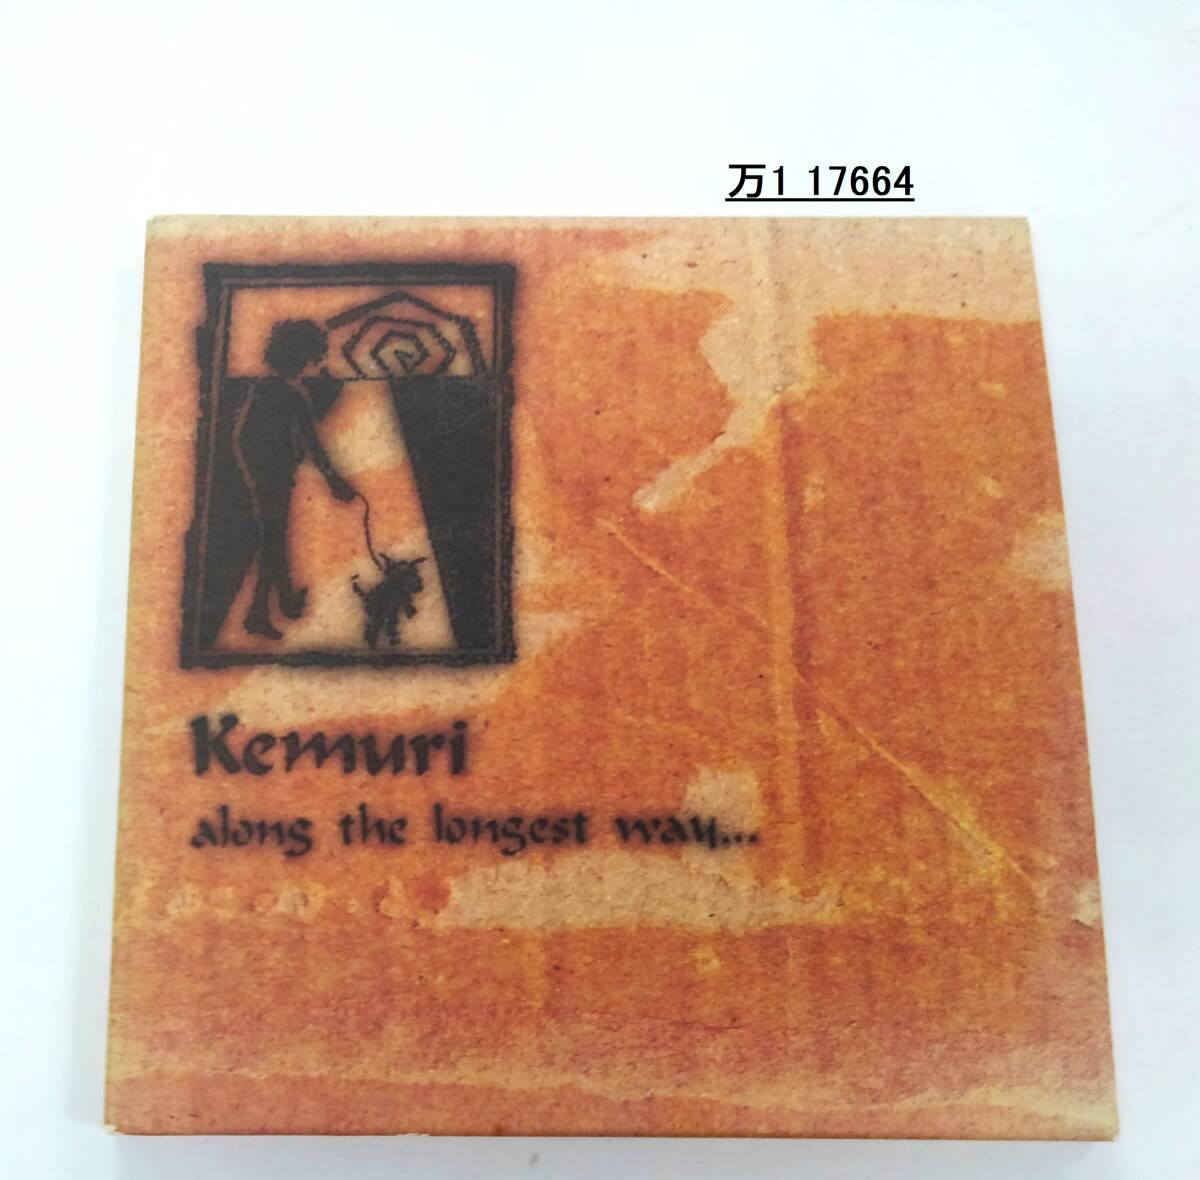 万1 17664
Kemuri
along the longest way...